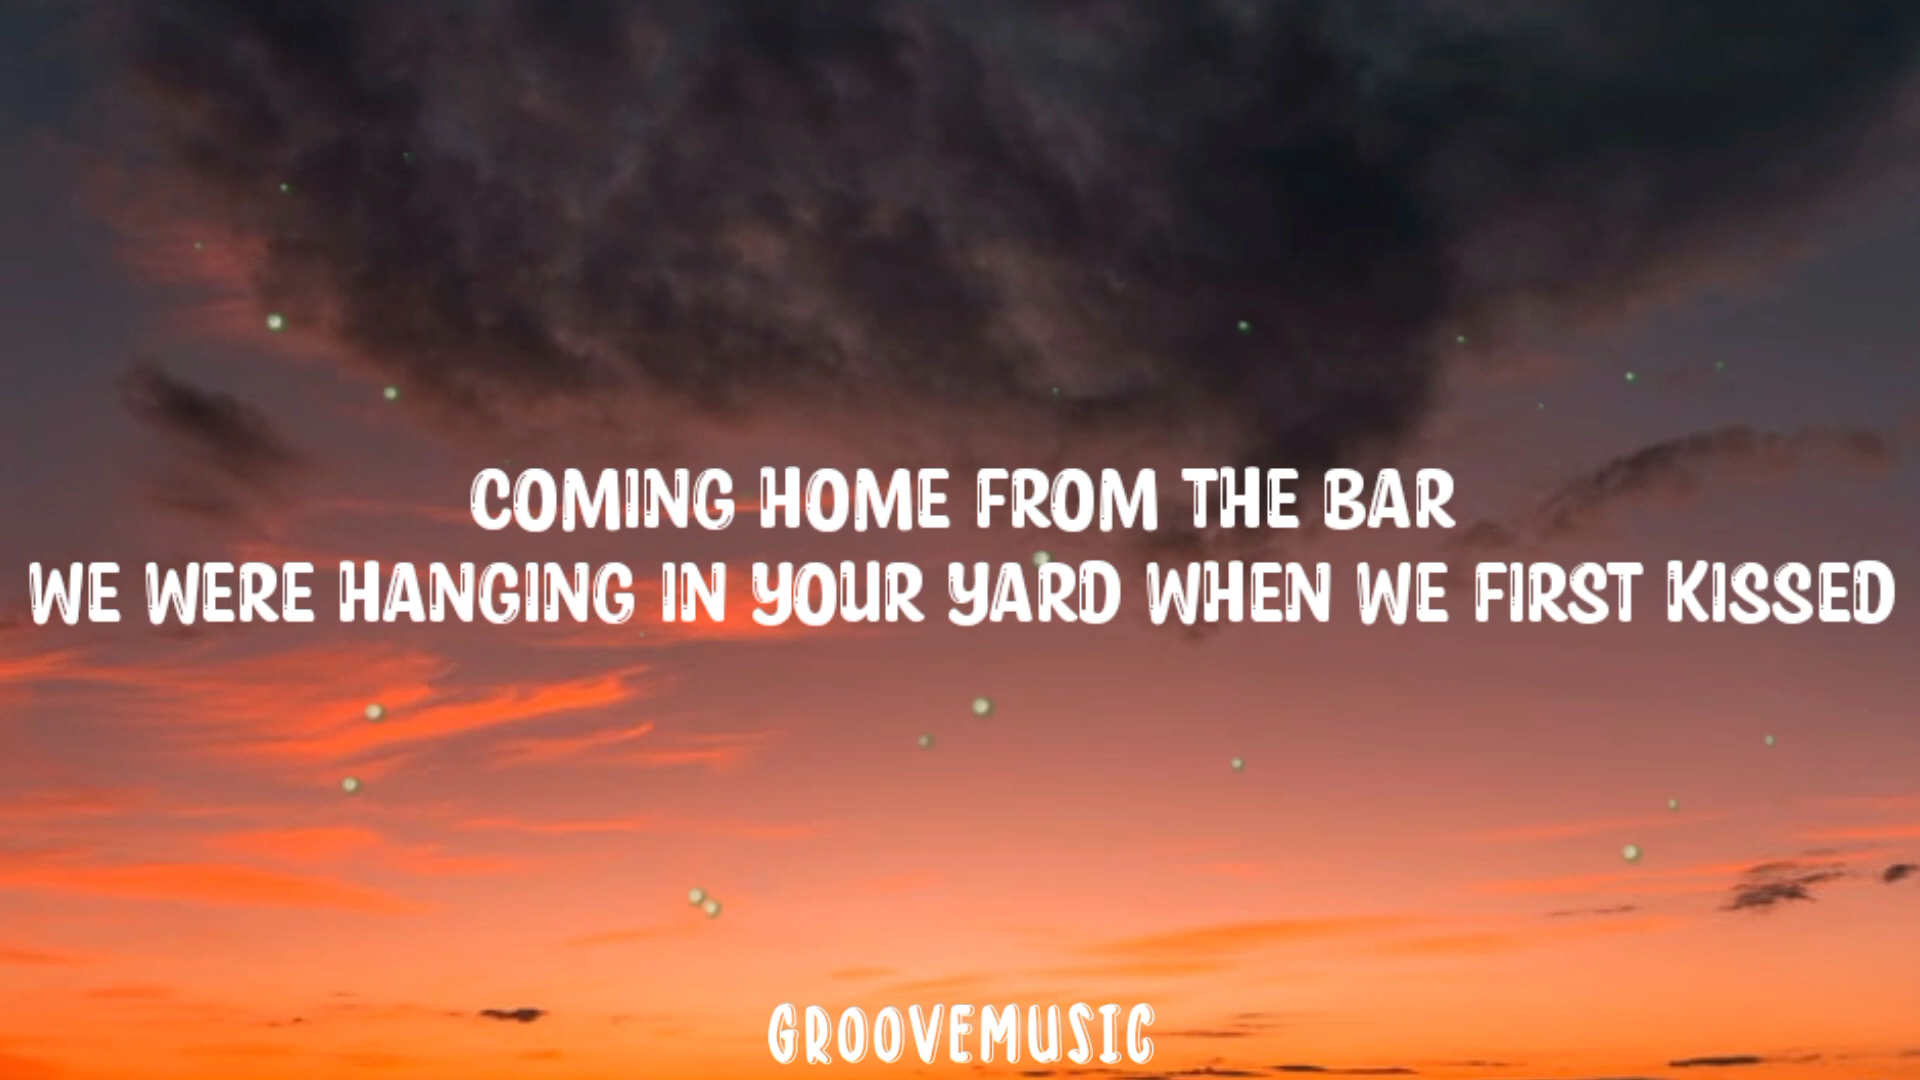 COMING HOME FROM THE BAR
WE WERE HANGING IN YOUR YARD WHEN WE FIRST KISSED
GROOVEMUSIC